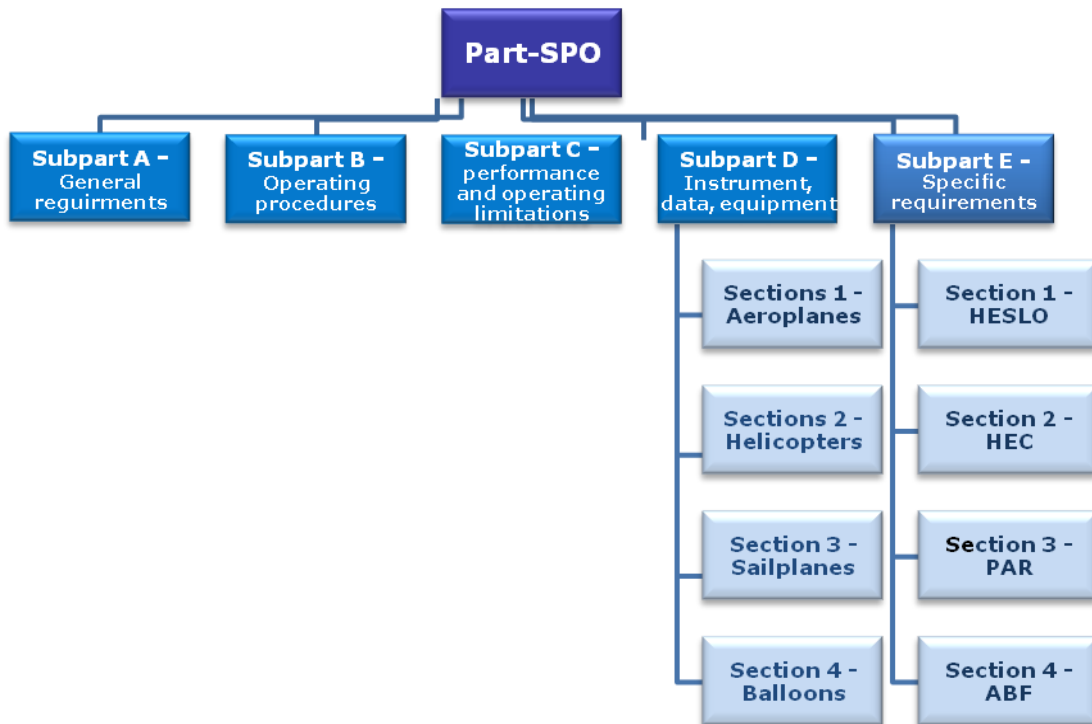 Part-SPO
Subpart A –
General
reguirments
Subpart B –
Operating
procedures
Subpart C –
performance
and operating
limitations
Subpart D –
Instrument,
data, equipment
Subpart E –
Specific
requirements
Sections 1 -
Aeroplanes
Sections 2 -
Helicopters
Section 3 -
Sailplanes
Section 4 -
Balloons
Section 1 -
HESLO
Section 2 -
HEC
Section 3 -
PAR
Section 4 -
ABF